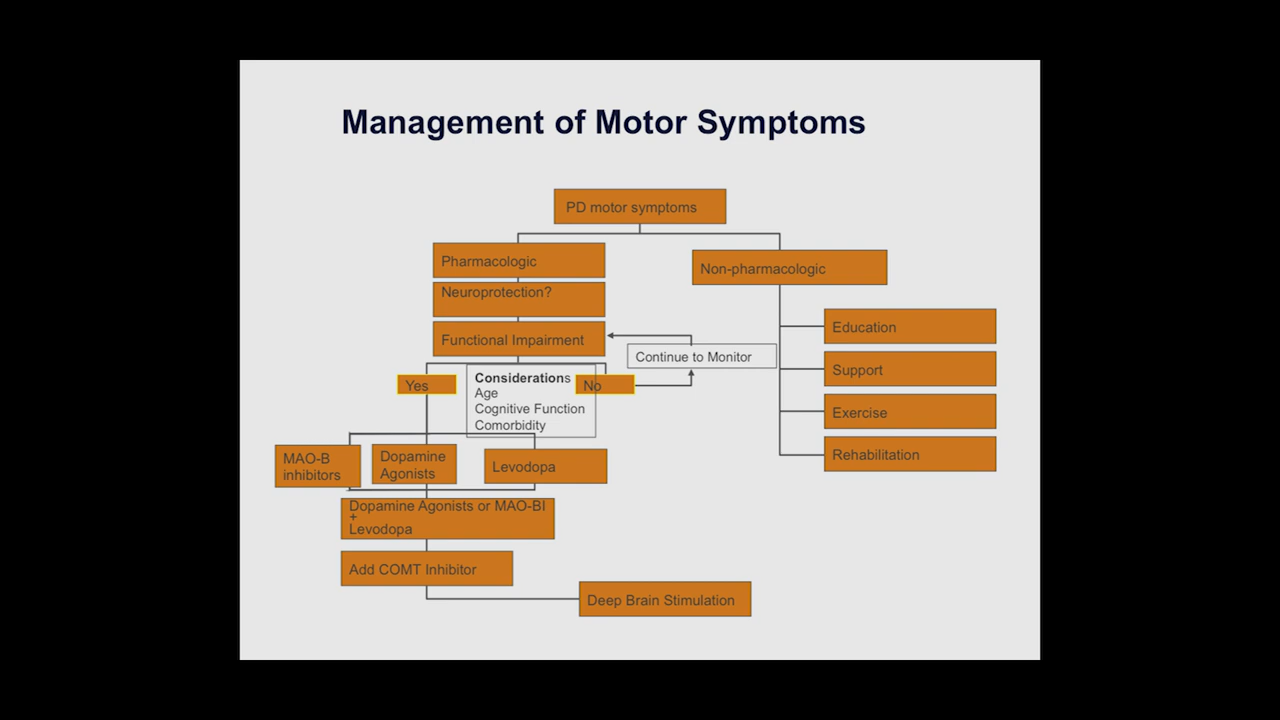 Management of Motor Symptoms
PD motor symptoms
Pharmacologic
Non-pharmacologic
Neuroprotection?
Functional Impairment
Education
Continue to Monitor
Support
Yes
Considerations
Age
Cognitive Function
Comorbidity
No
Exercise
Rehabilitation
MAO-B
inhibitors
Dopamine
Agonists
Levodopa
Dopamine Agonists or MAO-BI
+
Levodopa
Add COMT Inhibitor
Deep Brain Stimulation